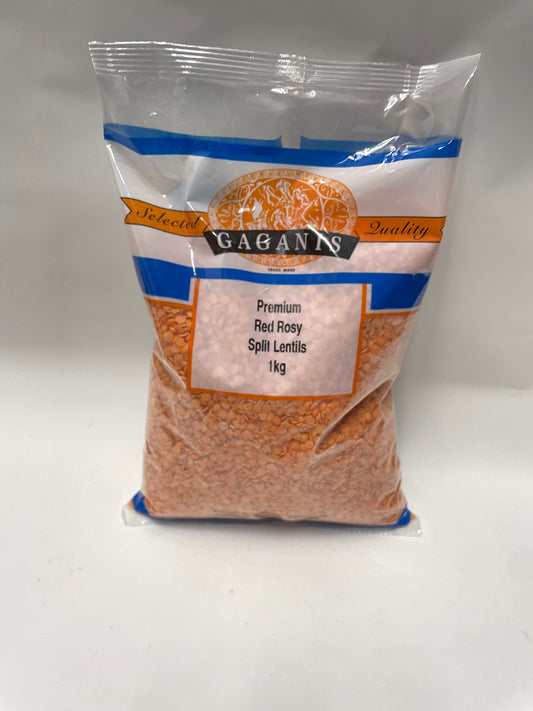 Selected Quality
GAGANIS
TRADE MARK
Premium
Red Rosy
Split Lentils
1kg